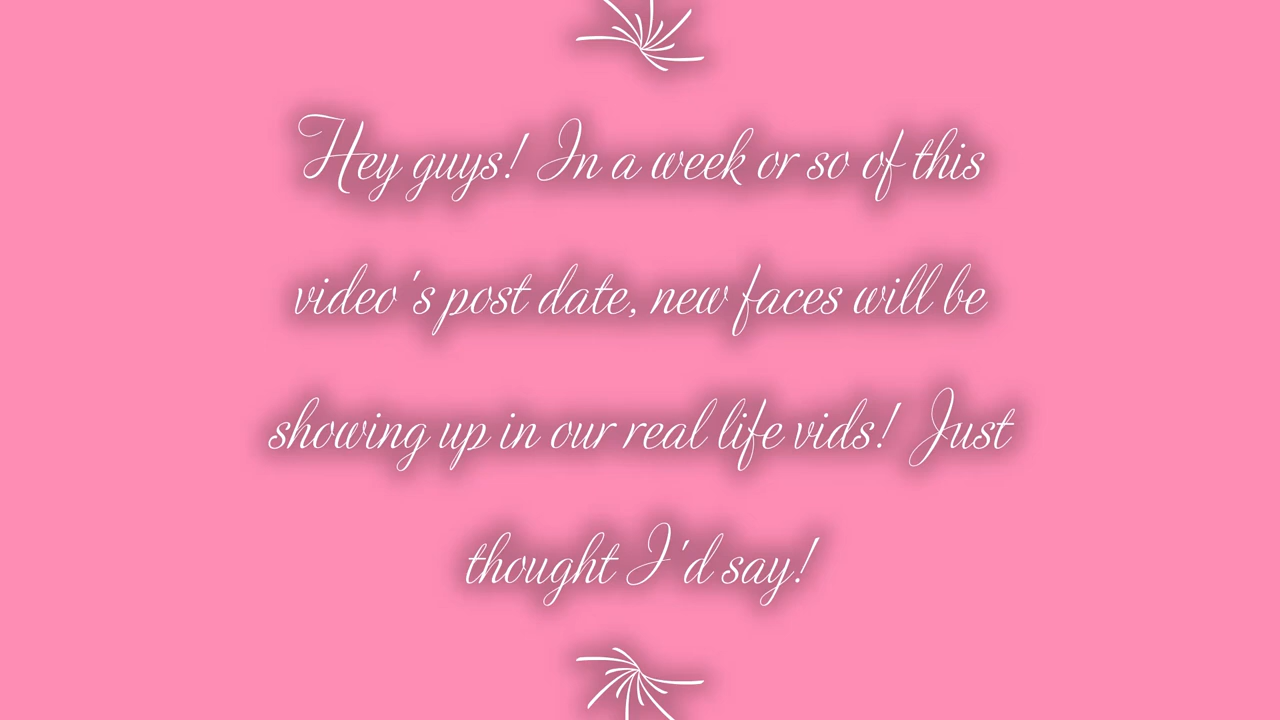 Hey guys! In a week or so of this
video's post date, new faces will be
showing up in our real life vids! Just
thought I'd say!